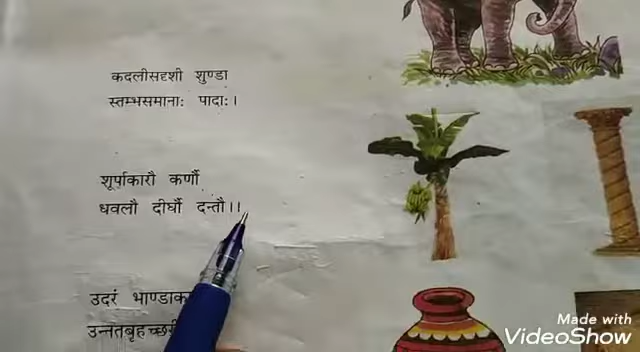 कदलीसदृशी शुण्डा
स्तम्भसमानाः पादाः।
शूर्पाकारौ कर्णौ
धवलौ दीर्घौ दन्तौ।।
उदरं
Made with
VideoShow